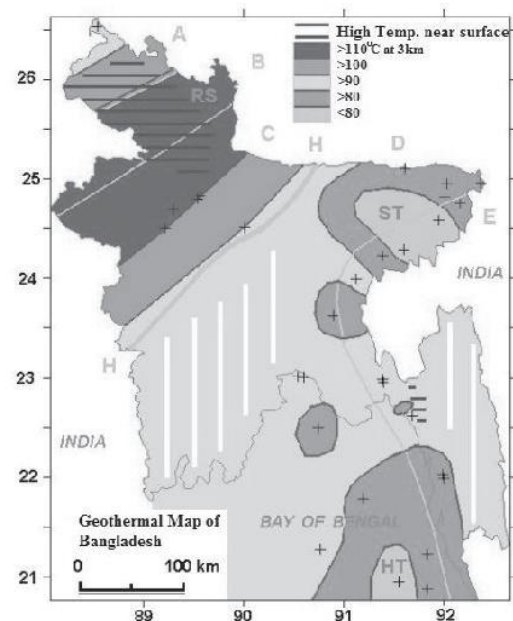 High Temp. near surface
>110°C at 3km
>100
>90
>80
<80
A
B
C
H
D
E
RS
ST
INDIA
H
INDIA
BAY OF BENGAL
HT
Geothermal Map of
Bangladesh
0 100 km
26
25
24
23
22
21
89 90 91 92